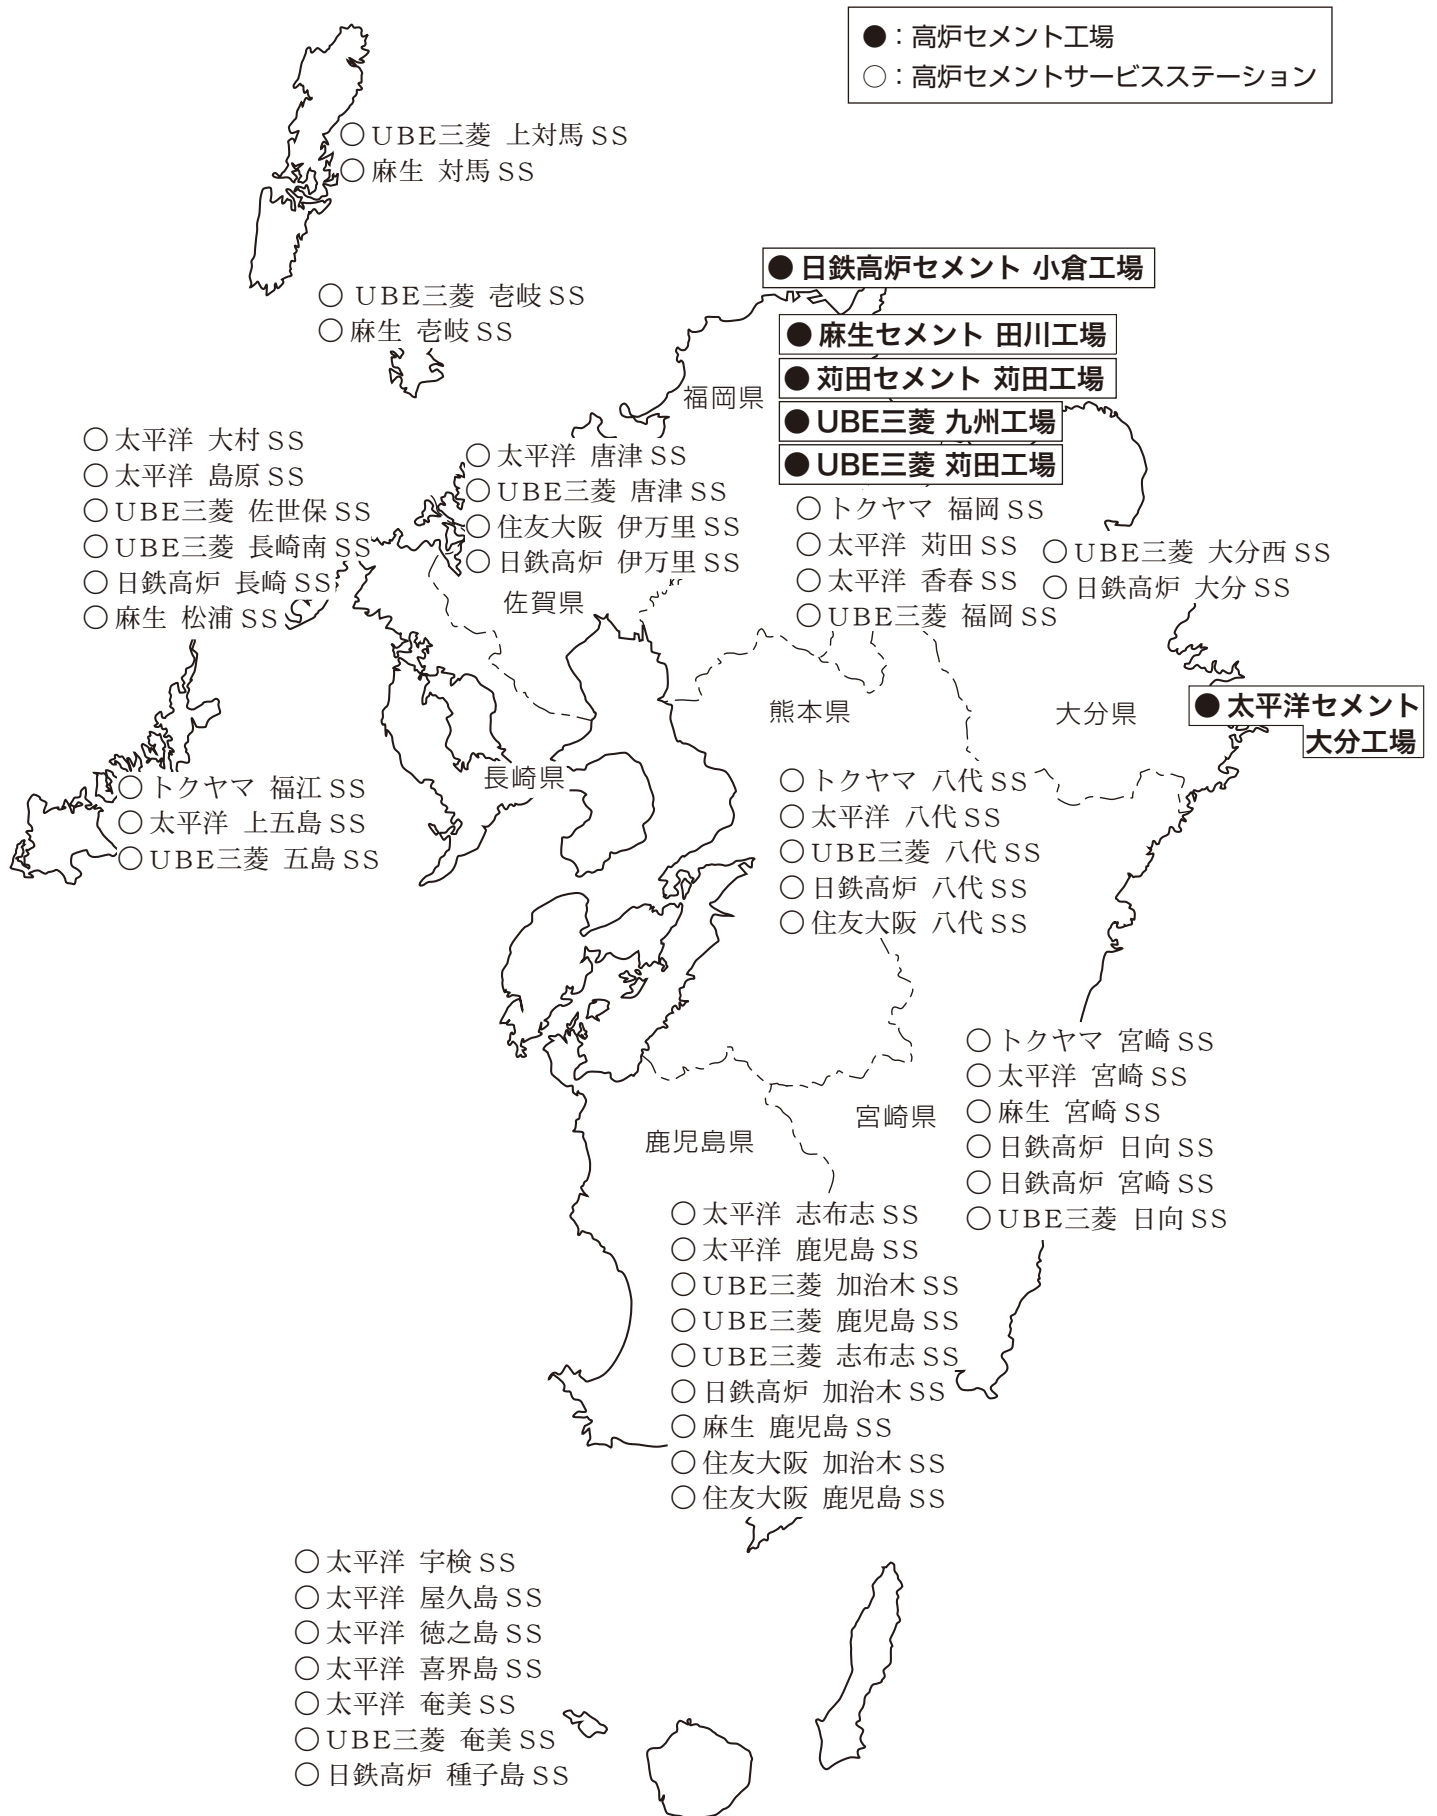 ●：高炉セメント工場
○：高炉セメントサービスステーション
○UBE三菱 上対馬SS
○麻生 対馬SS
○ UBE三菱 壱岐SS
○麻生 壱岐SS
●日鉄高炉セメント 小倉工場
●麻生セメント 田川工場
●苅田セメント 苅田工場
●UBE三菱 九州工場
●UBE三菱 苅田工場
福岡県
○トクヤマ 福岡SS
○太平洋 苅田SS
○太平洋 香春SS
○UBE三菱 福岡SS
○UBE三菱 大分西SS
○日鉄高炉 大分SS
○太平洋 大村SS
○太平洋 島原SS
○UBE三菱 佐世保SS
○UBE三菱 長崎南SS
○日鉄高炉 長崎SS
○麻生 松浦SS
○太平洋 唐津SS
○UBE三菱 唐津SS
○住友大阪 伊万里SS
○日鉄高炉 伊万里SS
佐賀県
熊本県
大分県
●太平洋セメント
大分工場
長崎県
○トクヤマ 福江SS
○太平洋 上五島SS
○UBE三菱 五島SS
○トクヤマ 八代SS
○太平洋 八代SS
○UBE三菱 八代SS
○日鉄高炉 八代SS
○住友大阪 八代SS
○トクヤマ 宮崎SS
○太平洋 宮崎SS
○麻生 宮崎SS
○日鉄高炉 日向SS
○日鉄高炉 宮崎SS
○UBE三菱 日向SS
宮崎県
鹿児島県
○太平洋 志布志SS
○太平洋 鹿児島SS
○UBE三菱 加治木SS
○UBE三菱 鹿児島SS
○UBE三菱 志布志SS
○日鉄高炉 加治木SS
○麻生 鹿児島SS
○住友大阪 加治木SS
○住友大阪 鹿児島SS
○太平洋 宇検SS
○太平洋 屋久島SS
○太平洋 徳之島SS
○太平洋 喜界島SS
○太平洋 奄美SS
○UBE三菱 奄美SS
○日鉄高炉 種子島SS